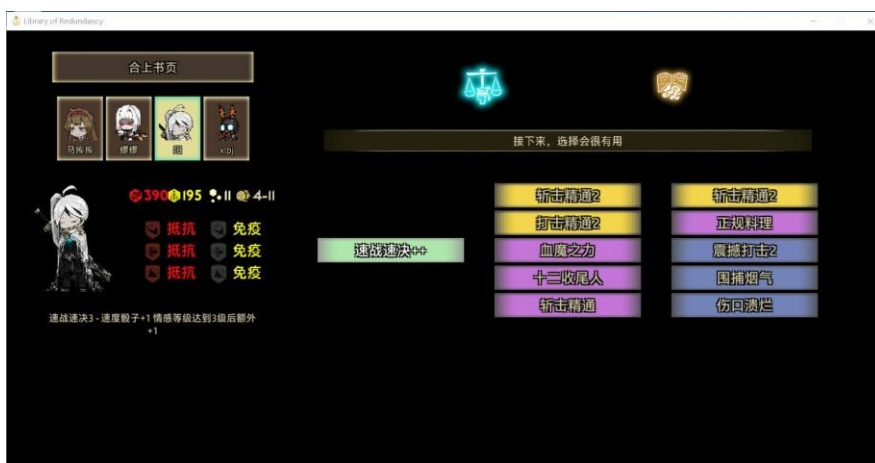 Library of Redundancy.
合上书页
缪缪
xlpj
接下来，选择会很有用
390 195 11 4-11
抵抗 免疫
抵抗 免疫
抵抗 免疫
速战速决3 - 速度骰子+1 情感等级达到3级后额外
+1
速战速决++
斩击精通2
打击精通2
血魔之力
十二收尾人
斩击精通
斩击精通2
正规料理
震撼打击2
围捕烟气
伤口溃烂